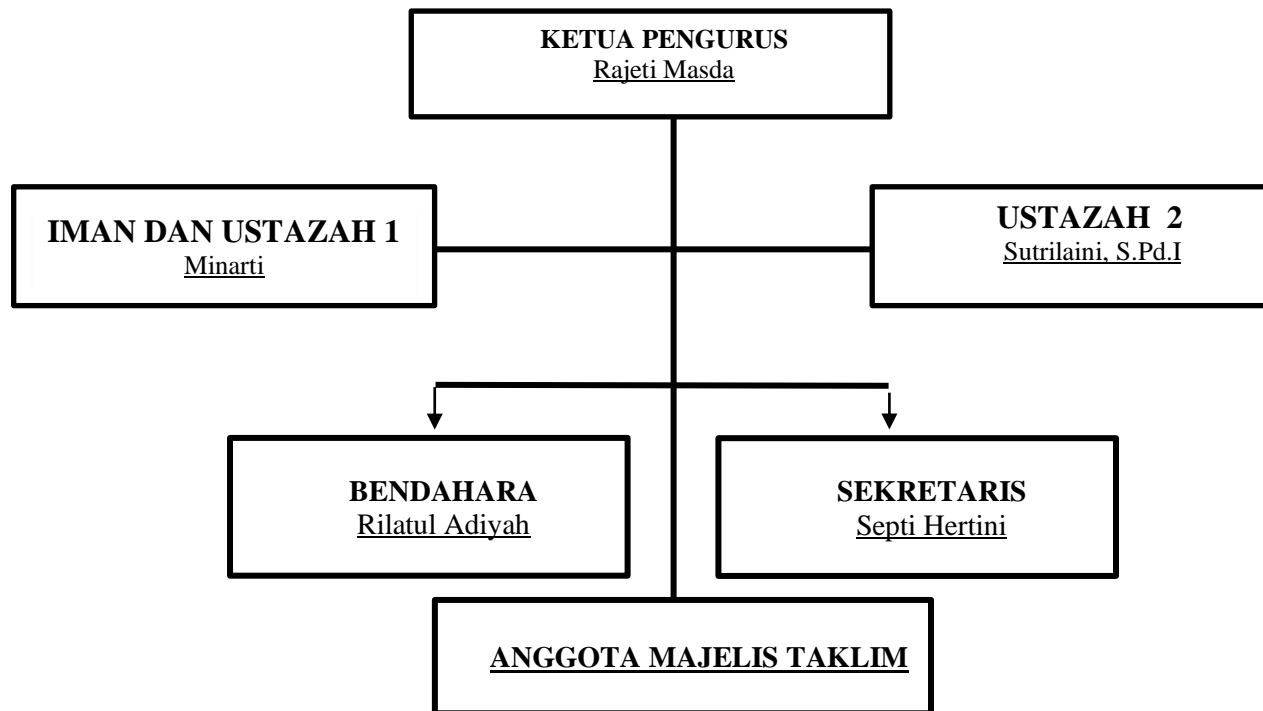 KETUA PENGURUS
Rajeti Masda
IMAN DAN USTAZAH 1
Minarti
USTAZAH 2
Sutrilaini, S.Pd.I
BENDAHARA
Rilatul Adiyah
SEKRETARIS
Septi Hertini
ANGGOTA MAJELIS TAKLIM